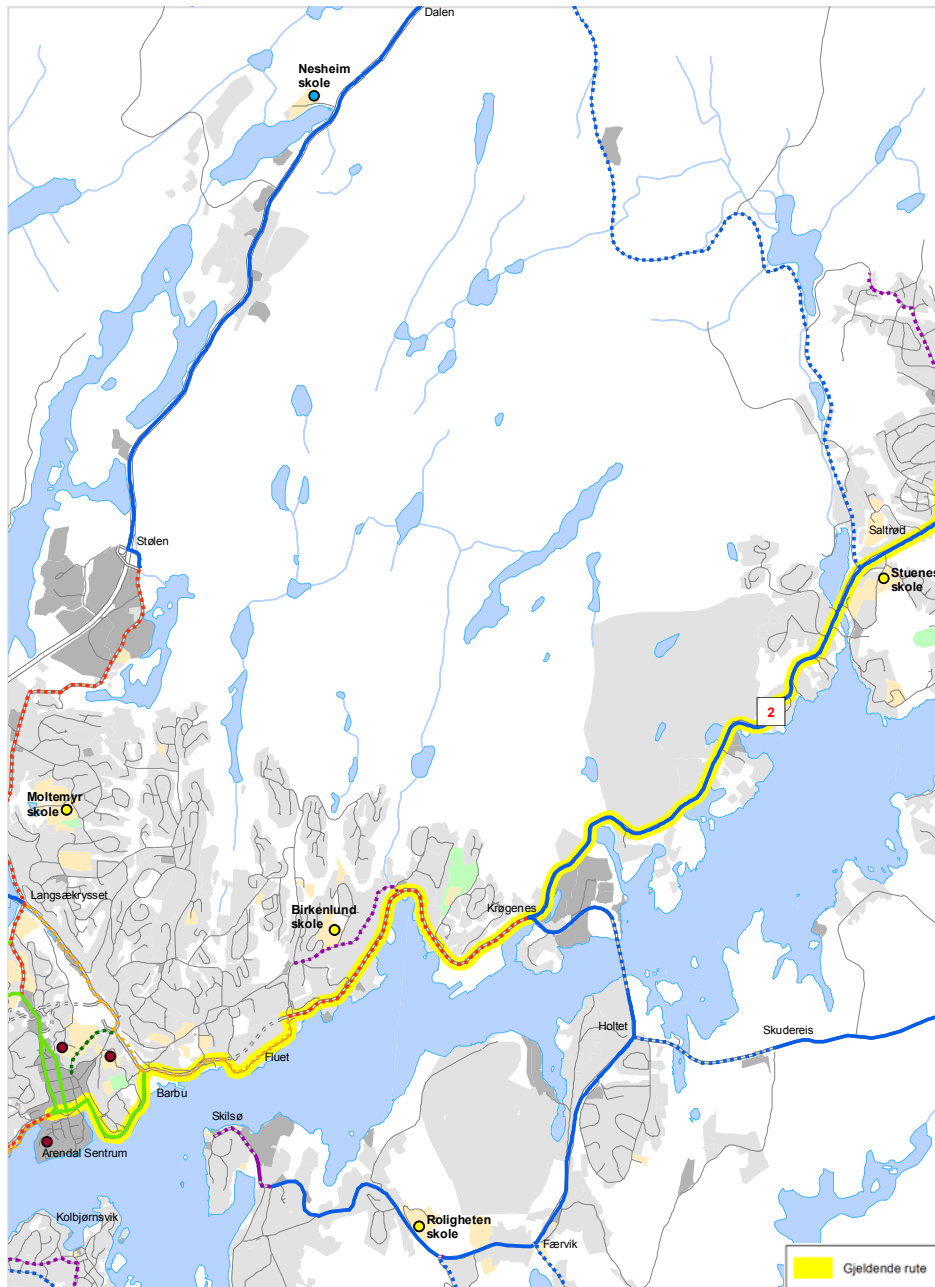 Dalen
Nesheim
skole
Stølen
Saltrød
Stuenes
skole
2
Moltemyr
skole
Langsækrysset
Birkenlund
skole
Krøgenes
Holtet
Skudereis
Fluet
Barbu
Skilsø
Arendal Sentrum
Kolbjørnsvik
Roligheten
skole
Færvik
Gjeldende rute